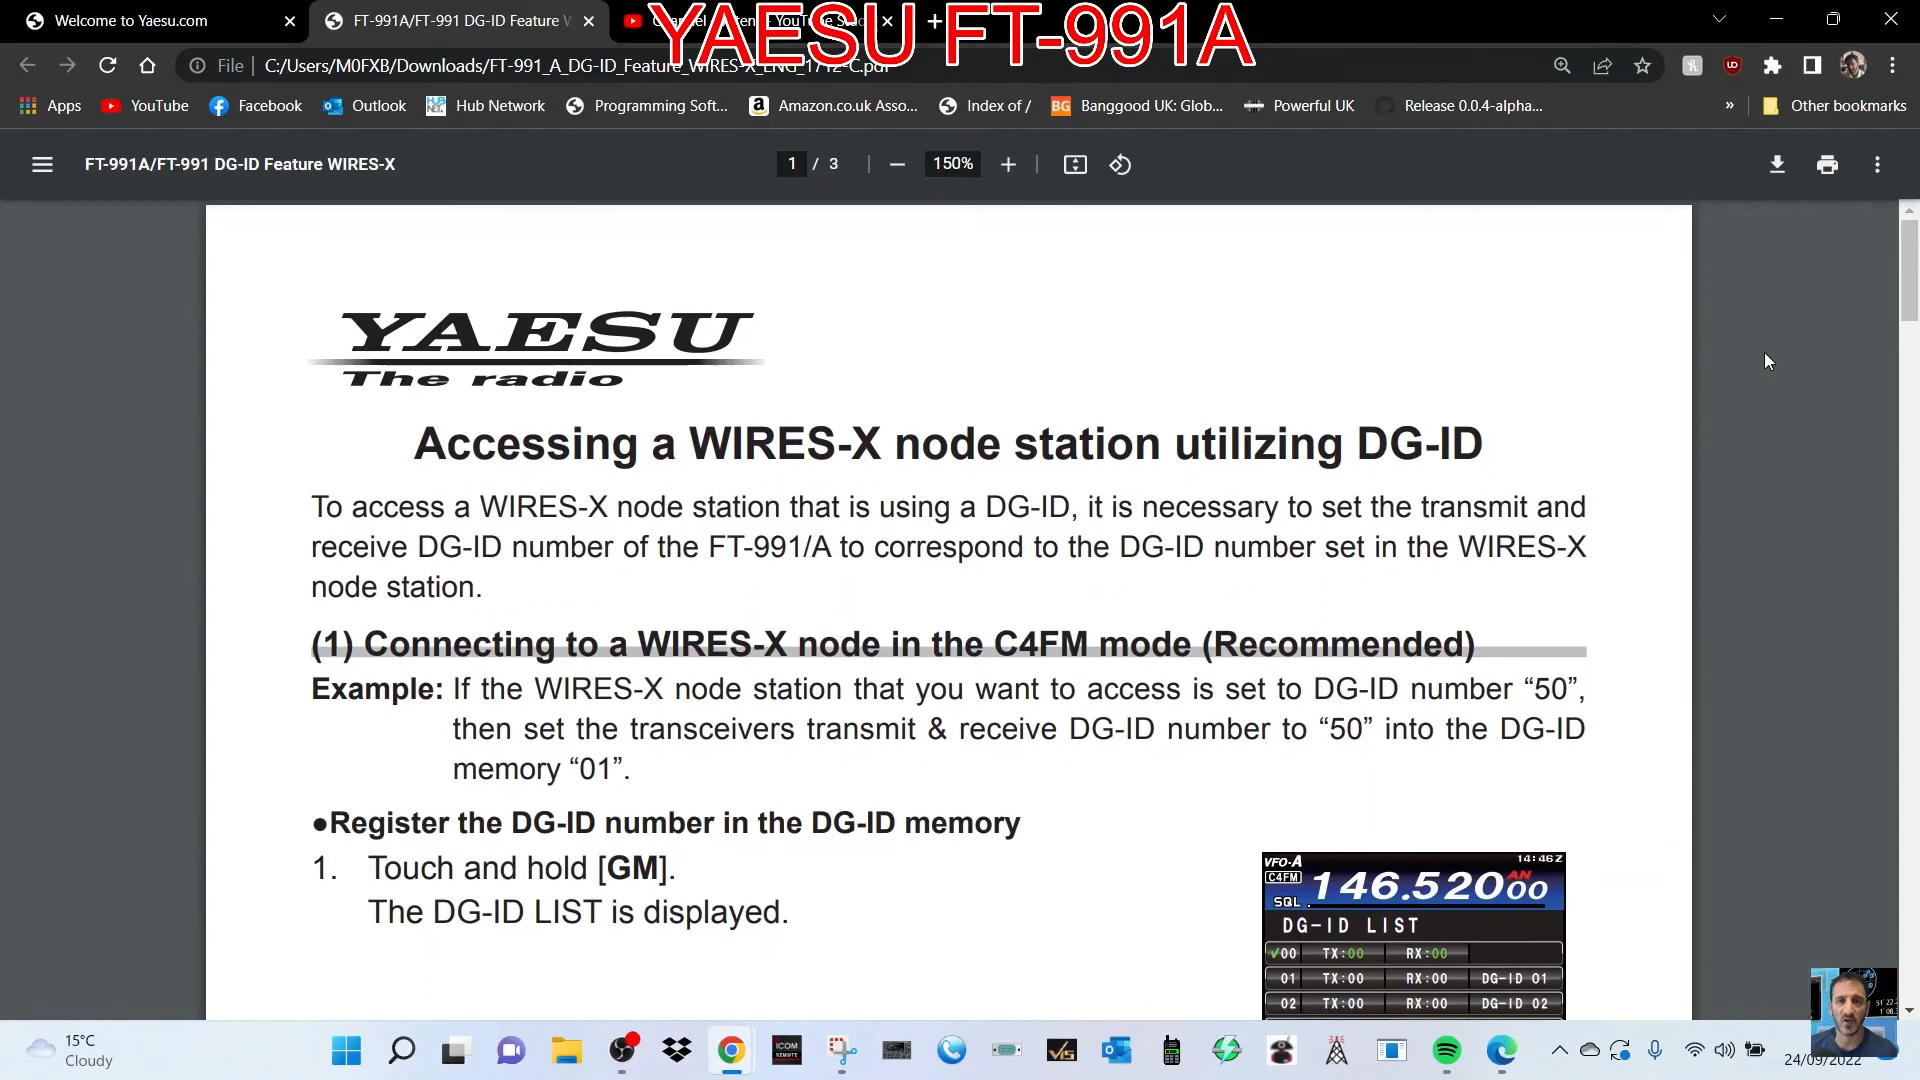 Welcome to Yaesu.com
FT-991A/FT-991 DG-ID Feature W
YAESU FT-991A
File
C:/Users/M0FXB/Downloads/FT-991_A_DG-ID_Feature_WIRES-X_ENG_1712-C.pdf
Apps
YouTube
Facebook
Outlook
Hub Network
Programming Soft...
Amazon.co.uk Asso...
Index of /
Banggood UK: Glob...
Powerful UK
Release 0.0.4-alpha...
»
Other bookmarks
FT-991A/FT-991 DG-ID Feature WIRES-X
1 / 3
150%
YAESU
The radio
Accessing a WIRES-X node station utilizing DG-ID
To access a WIRES-X node station that is using a DG-ID, it is necessary to set the transmit and
receive DG-ID number of the FT-991/A to correspond to the DG-ID number set in the WIRES-X
node station.
(1) Connecting to a WIRES-X node in the C4FM mode (Recommended)
Example: If the WIRES-X node station that you want to access is set to DG-ID number “50”,
then set the transceivers transmit & receive DG-ID number to “50” into the DG-ID
memory “01”.
●Register the DG-ID number in the DG-ID memory
1. Touch and hold [GM].
The DG-ID LIST is displayed.
VFO-A
14:46Z
C4FM
146.52000
AN
SQL
DG-ID LIST
✓00 TX:00 RX:00
01 TX:00 RX:00 DG-ID 01
02 TX:00 RX:00 DG-ID 02
15°C
Cloudy
ICOM
REMOTE
24/09/2022